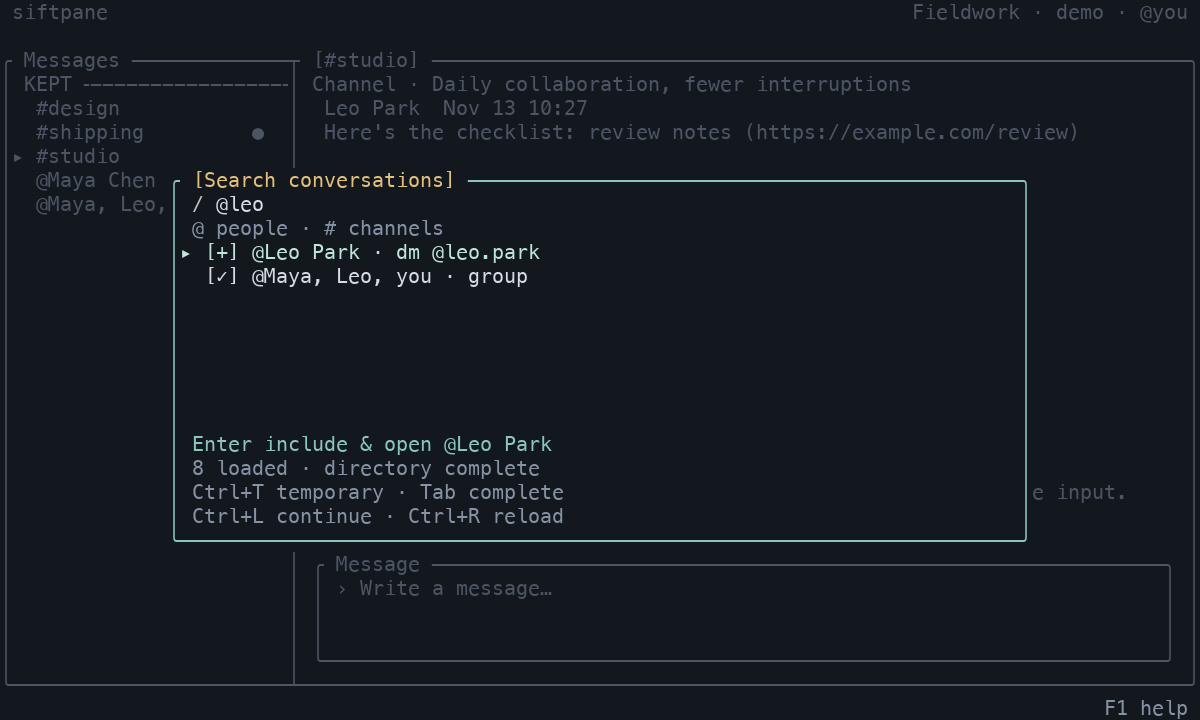 siftpane
Fieldwork · demo · @you
Messages
[#studio]
KEPT
Channel · Daily collaboration, fewer interruptions
#design
Leo Park  Nov 13 10:27
#shipping ●
Here's the checklist: review notes (https://example.com/review)
▸ #studio
@Maya Chen
@Maya, Leo,
[Search conversations]
/ @leo
@ people · # channels
▸ [+] @Leo Park · dm @leo.park
[✓] @Maya, Leo, you · group
Enter include & open @Leo Park
8 loaded · directory complete
Ctrl+T temporary · Tab complete
Ctrl+L continue · Ctrl+R reload
e input.
Message
› Write a message…
F1 help